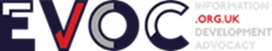 EVOC
INFORMATION
.ORG.UK
DEVELOPMENT
ADVOCACY